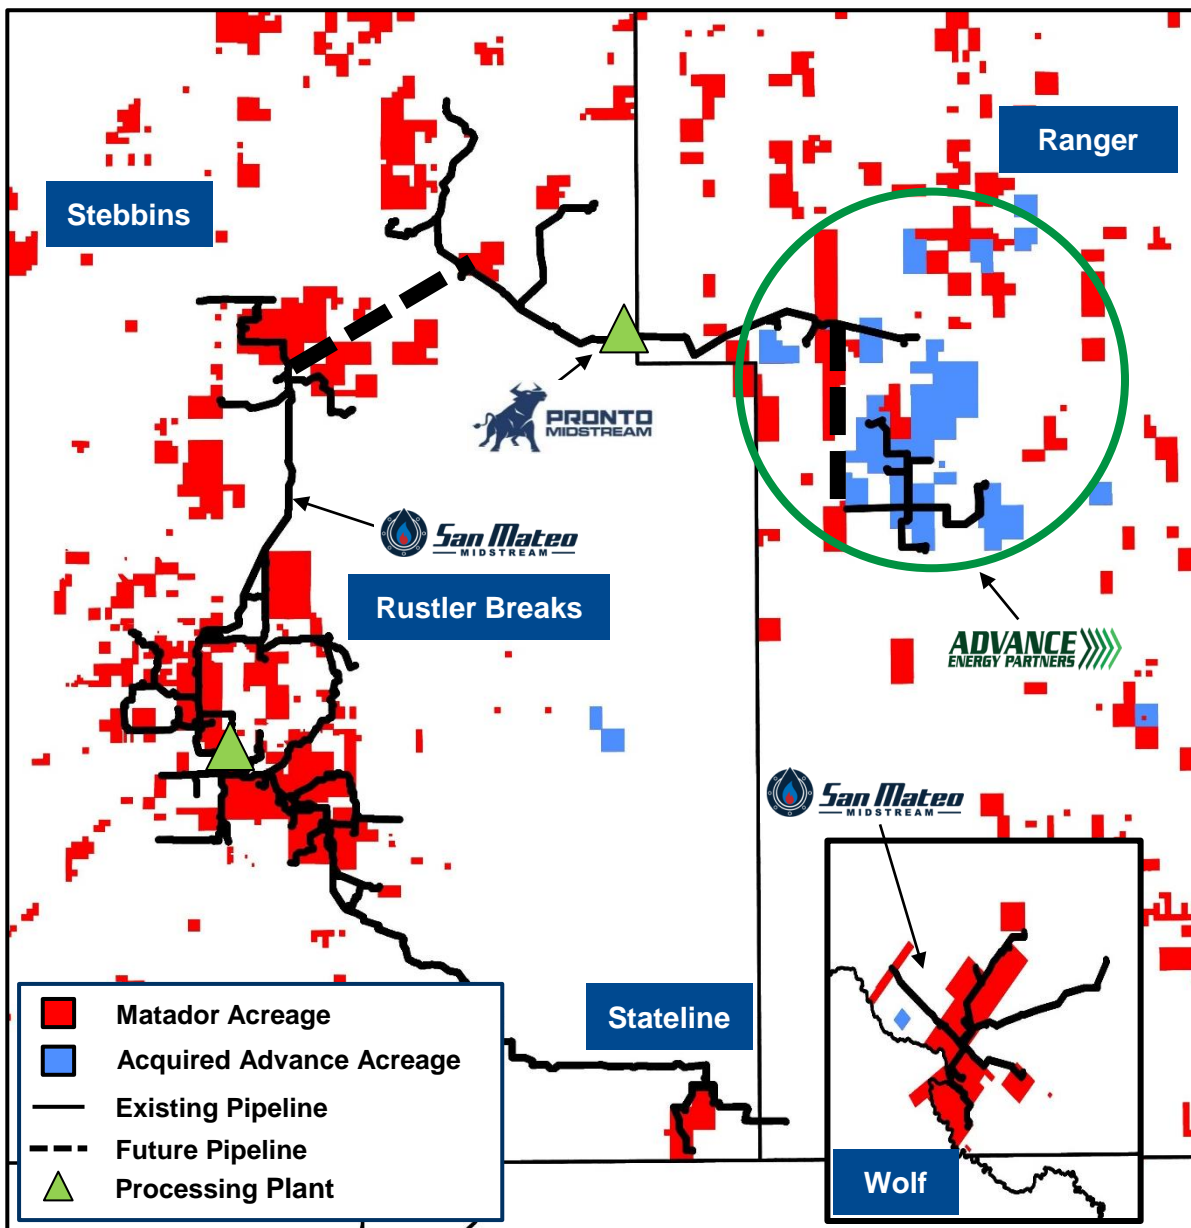 Ranger
Stebbins
PRONTO
MIDSTREAM
San Mateo
MIDSTREAM
Rustler Breaks
ADVANCE
ENERGY PARTNERS
San Mateo
MIDSTREAM
Stateline
Matador Acreage
Acquired Advance Acreage
Existing Pipeline
Future Pipeline
Processing Plant
Wolf